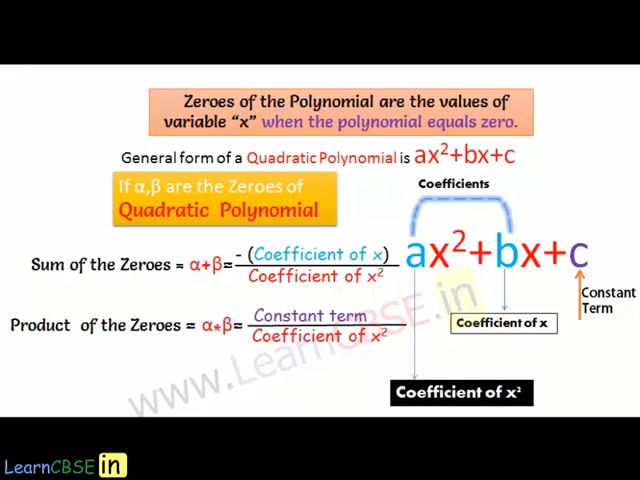 Zeroes of the Polynomial are the values of
variable “x” when the polynomial equals zero.
General form of a Quadratic Polynomial is ax²+bx+c
If α,β are the Zeroes of
Quadratic Polynomial
Coefficients
ax²+bx+c
Sum of the Zeroes = α+β= - (Coefficient of x)
Coefficient of x²
Constant
Term
Product of the Zeroes = α*β= Constant term
Coefficient of x²
Coefficient of x
Coefficient of x²
www.LearnCBSE.in
LearnCBSE in